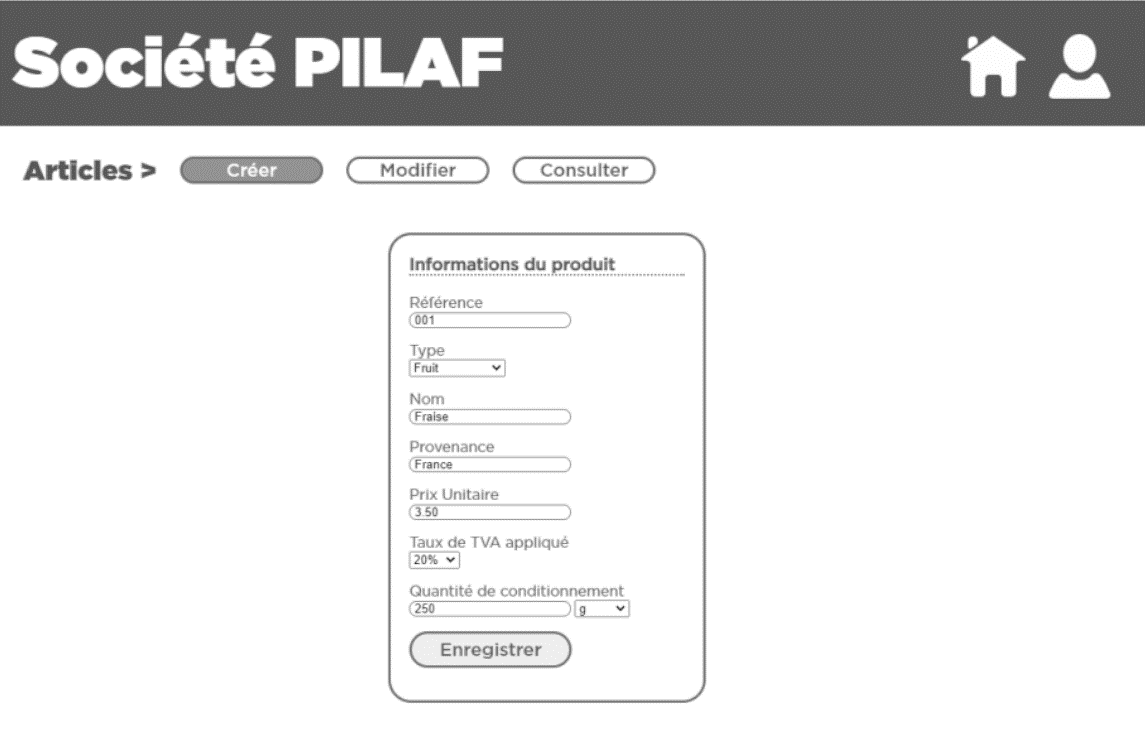 Société PILAF
Articles > Créer Modifier Consulter
Informations du produit
Référence
001
Type
Fruit
Nom
Fraise
Provenance
France
Prix Unitaire
3.50
Taux de TVA appliqué
20%
Quantité de conditionnement
250 g
Enregistrer